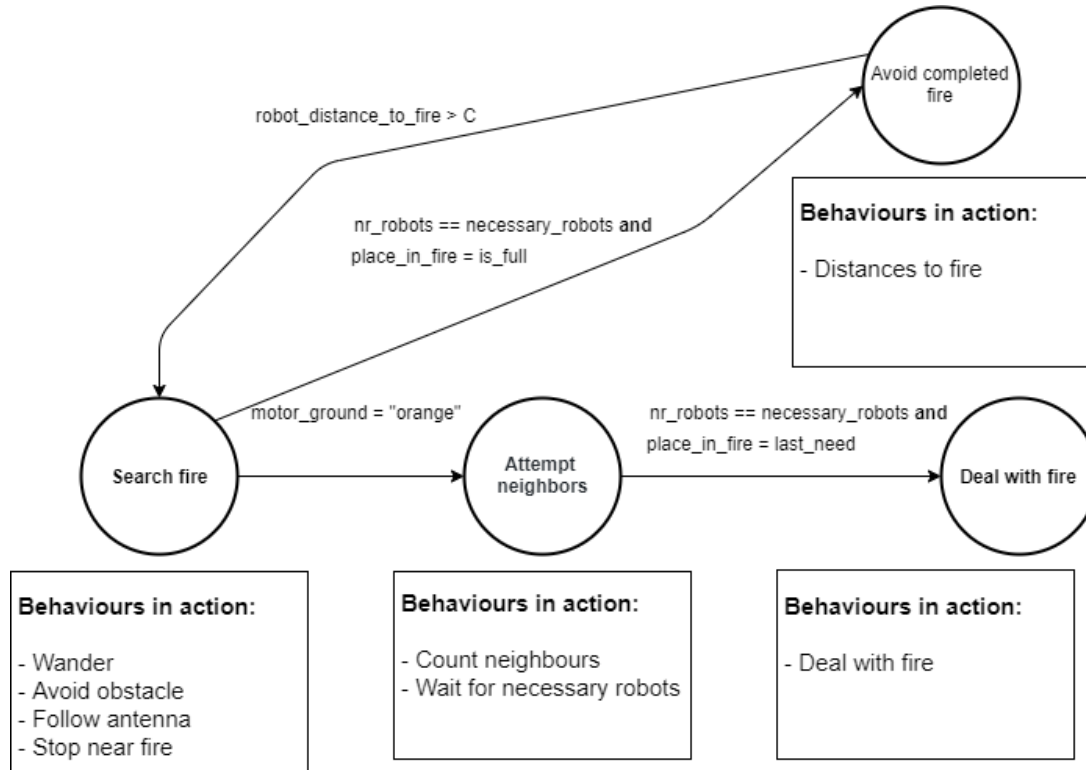 Avoid completed
fire
robot_distance_to_fire > C
Behaviours in action:
- Distances to fire
nr_robots == necessary_robots and
place_in_fire = is_full
motor_ground = "orange"
nr_robots == necessary_robots and
place_in_fire = last_need
Search fire
Attempt
neighbors
Deal with fire
Behaviours in action:
- Wander
- Avoid obstacle
- Follow antenna
- Stop near fire
Behaviours in action:
- Count neighbours
- Wait for necessary robots
Behaviours in action:
- Deal with fire